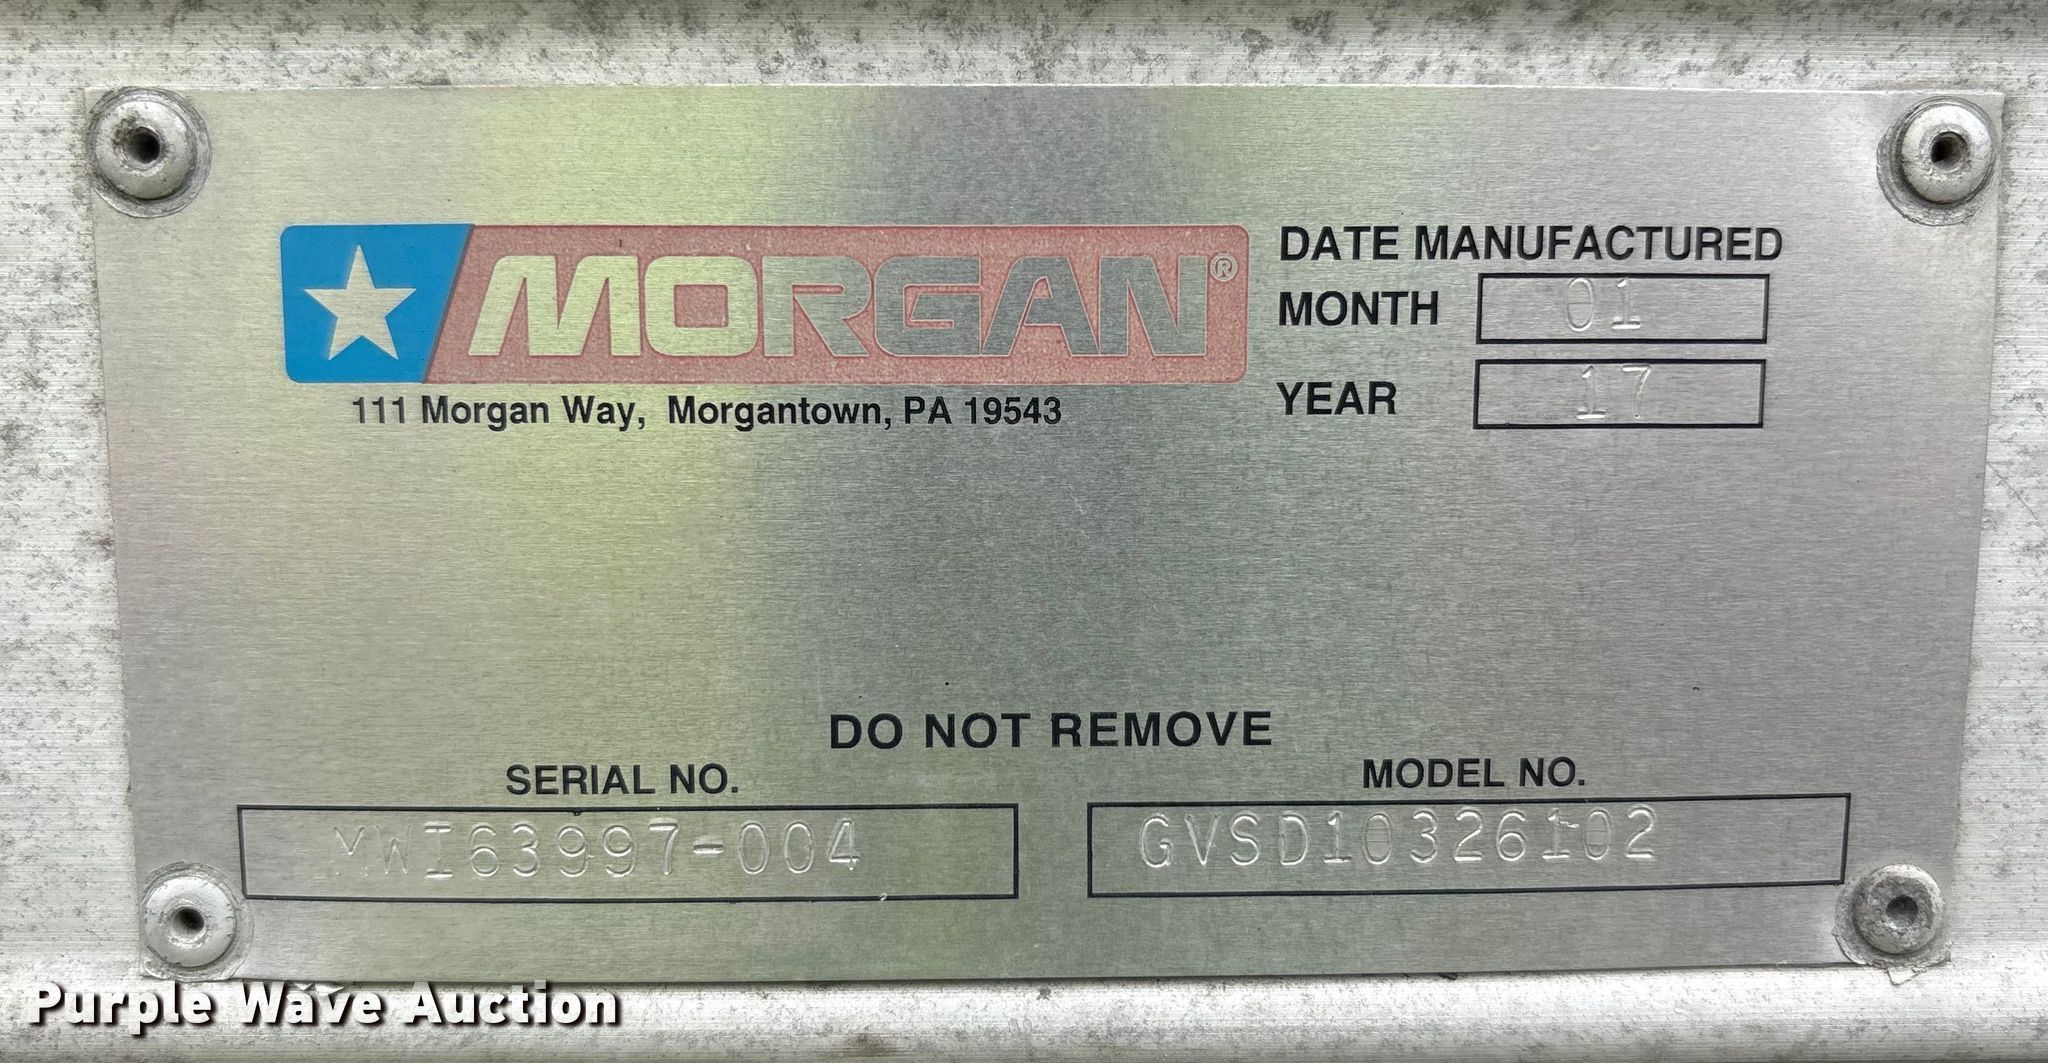 MORGAN®
111 Morgan Way, Morgantown, PA 19543
DATE MANUFACTURED
MONTH 01
YEAR 17
DO NOT REMOVE
SERIAL NO.
MWI63997-004
MODEL NO.
GVSD10326102
Purple Wave Auction